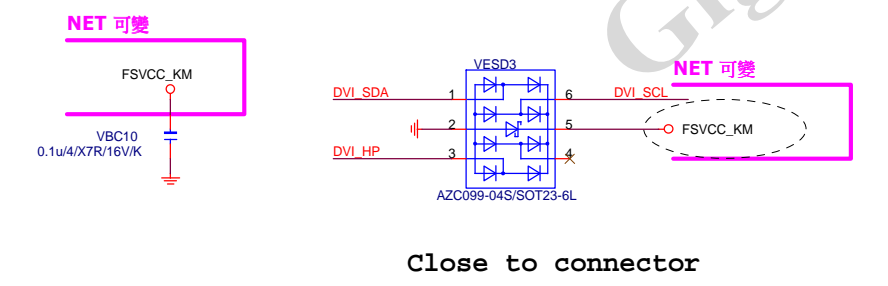 NET 可變
FSVCC_KM
VBC10
0.1u/4/X7R/16V/K
VESD3
NET 可變
DVI_SDA
1
6
DVI_SCL
2
5
FSVCC_KM
DVI_HP
3
4
AZC099-04S/SOT23-6L
Close to connector
Gig